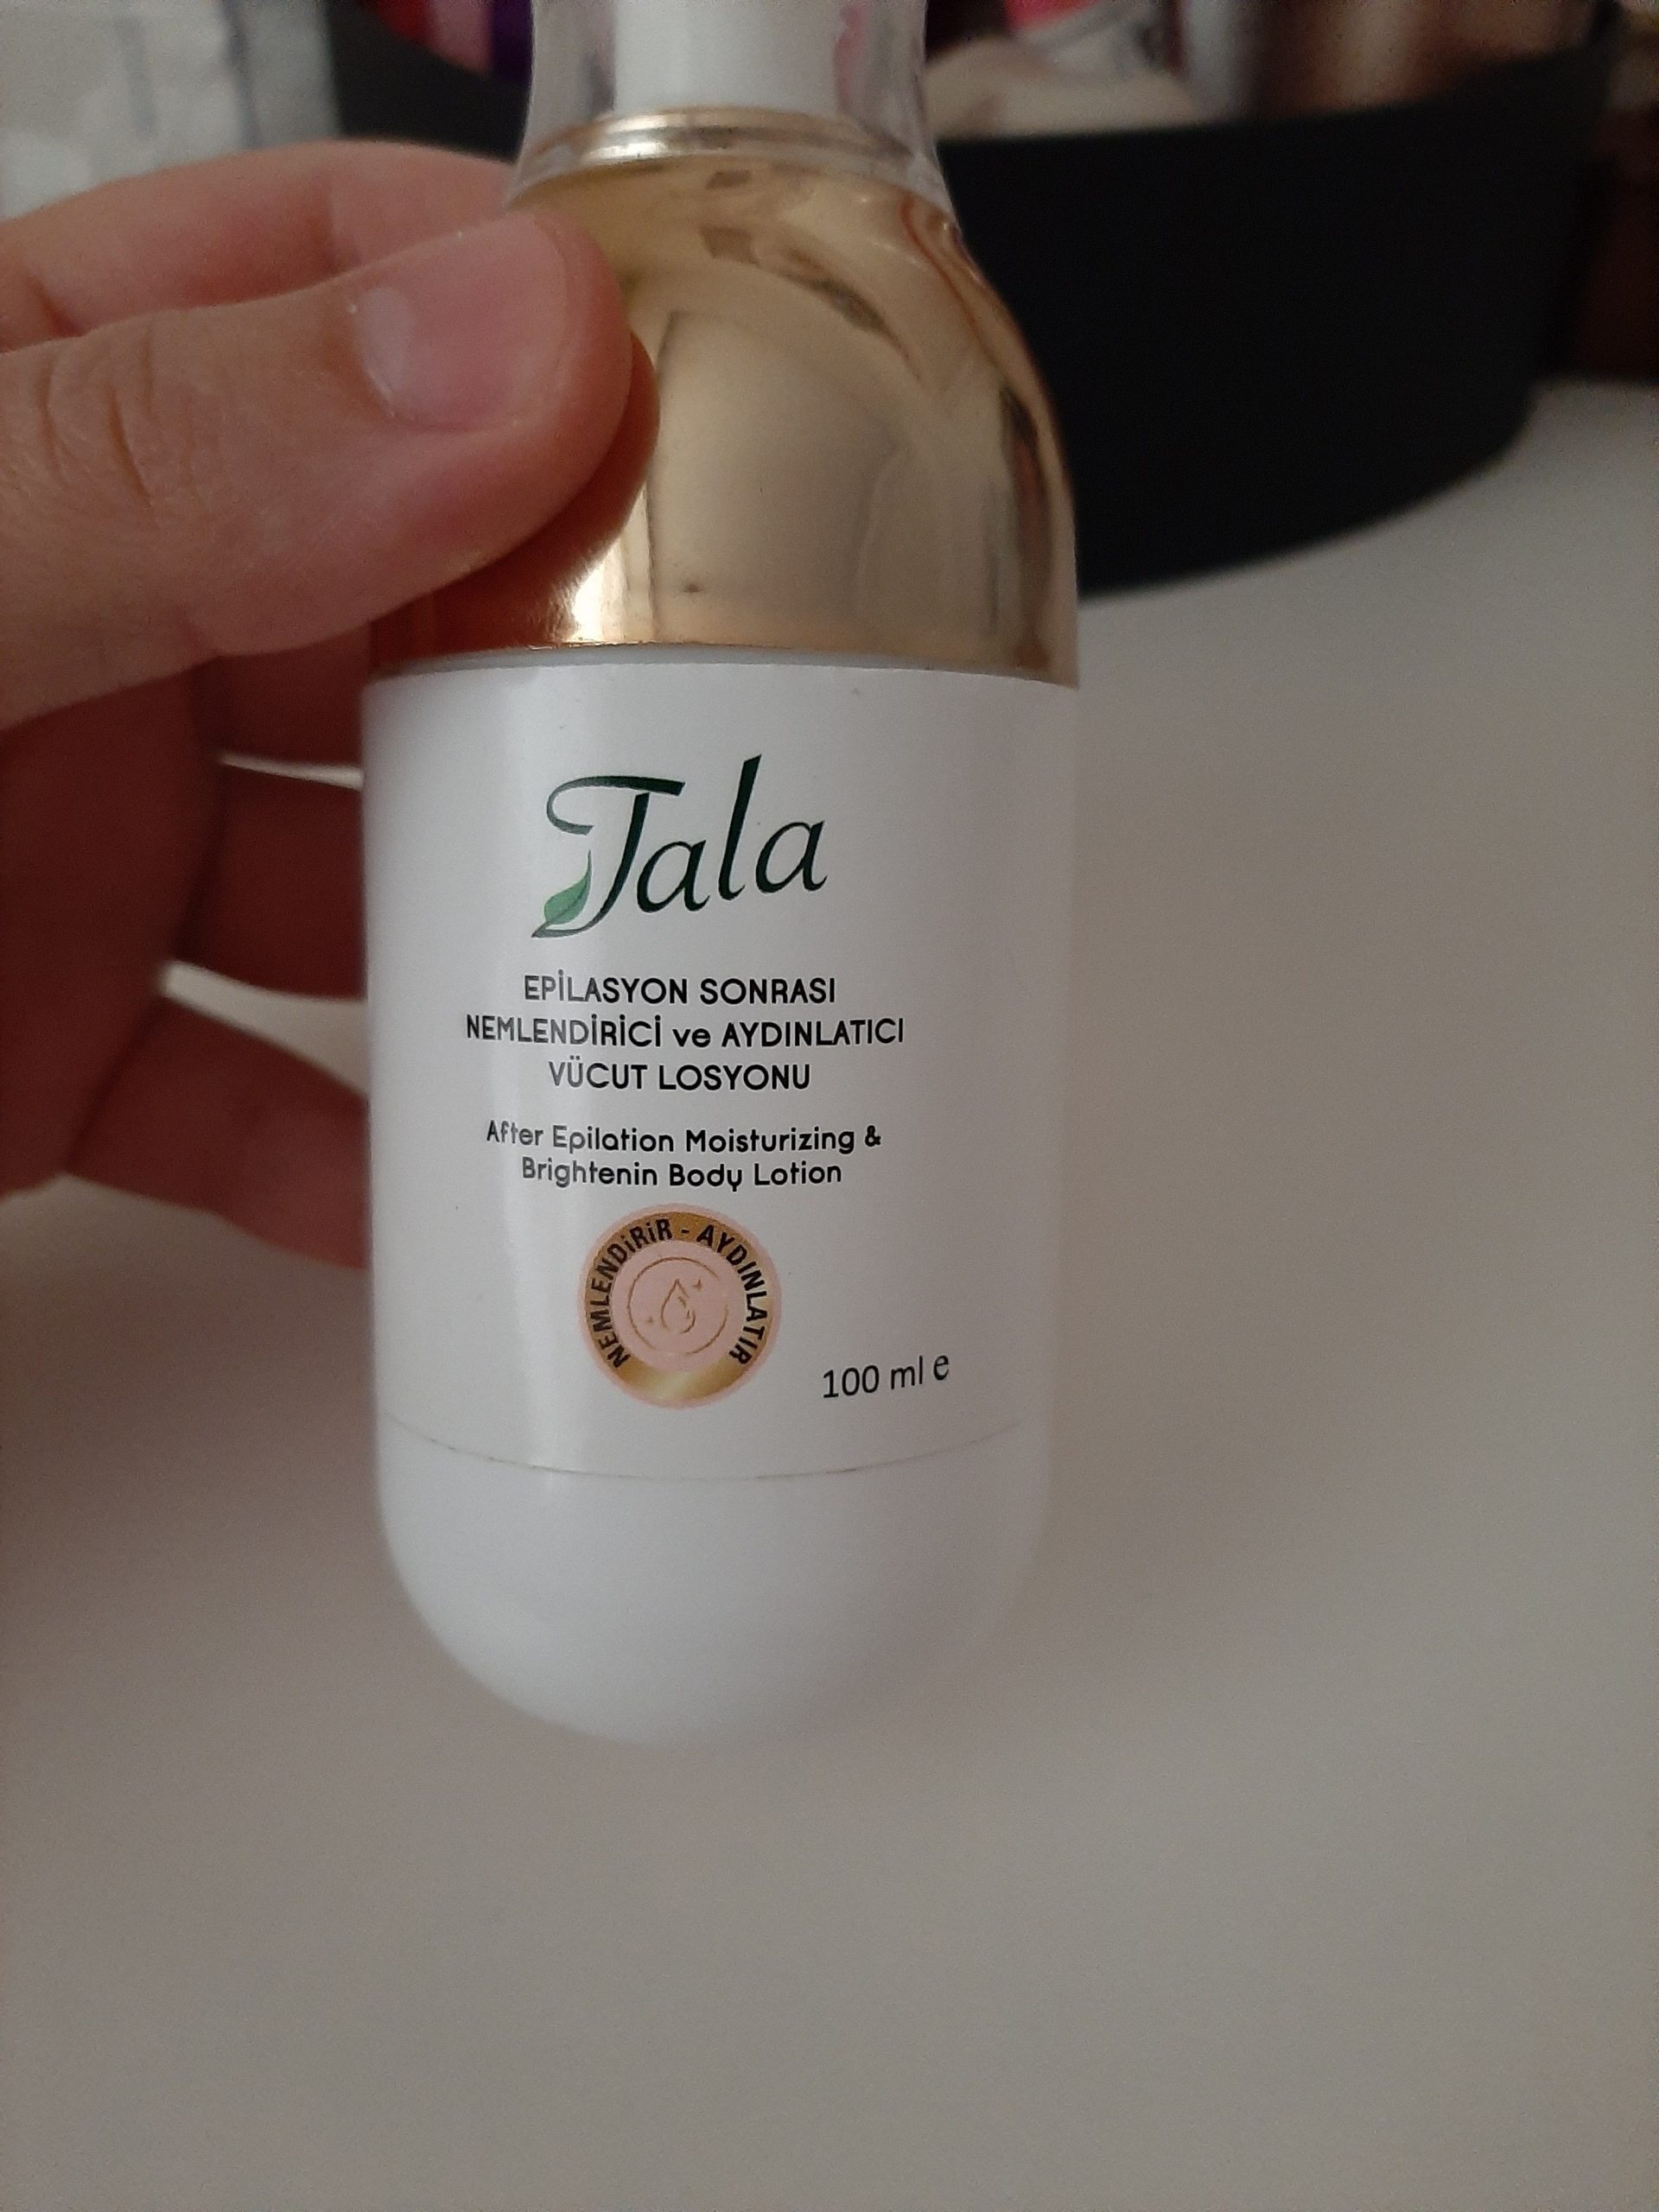 Tala
EPİLASYON SONRASI
NEMLENDİRİCİ ve AYDINLATICI
VÜCUT LOSYONU
After Epilation Moisturizing &
Brightenin Body Lotion
NEMLENDİRİR - AYDINLATIR
100 ml e